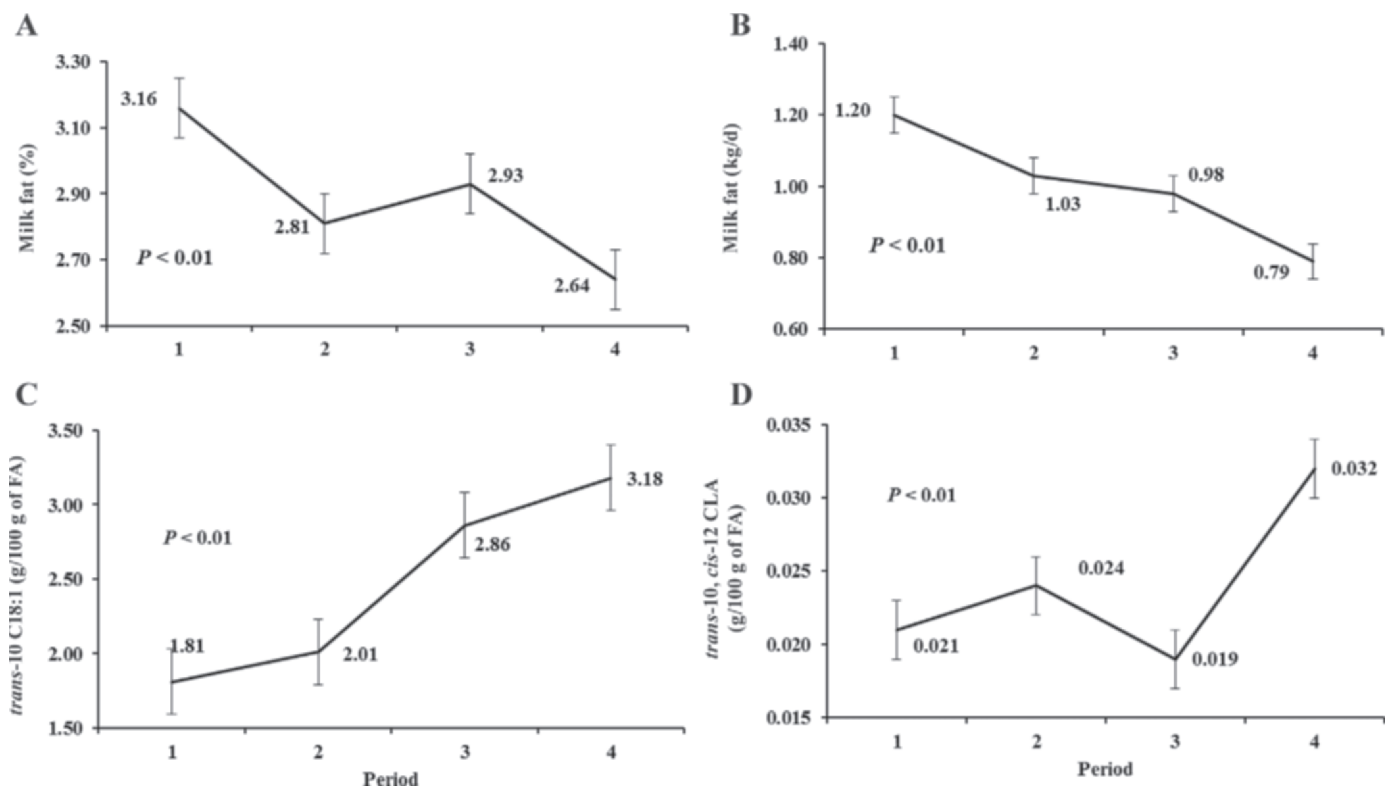 A
Milk fat (%)
3.30
3.10
2.90
2.70
2.50
3.16
2.81
2.93
2.64
P < 0.01
1 2 3 4
B
Milk fat (kg/d)
1.40
1.20
1.00
0.80
0.60
1.20
1.03
0.98
0.79
P < 0.01
1 2 3 4
C
trans-10 C18:1 (g/100 g of FA)
3.50
3.00
2.50
2.00
1.50
1.81
2.01
2.86
3.18
P < 0.01
1 2 3 4
Period
D
trans-10, cis-12 CLA
(g/100 g of FA)
0.035
0.030
0.025
0.020
0.015
0.021
0.024
0.019
0.032
P < 0.01
1 2 3 4
Period